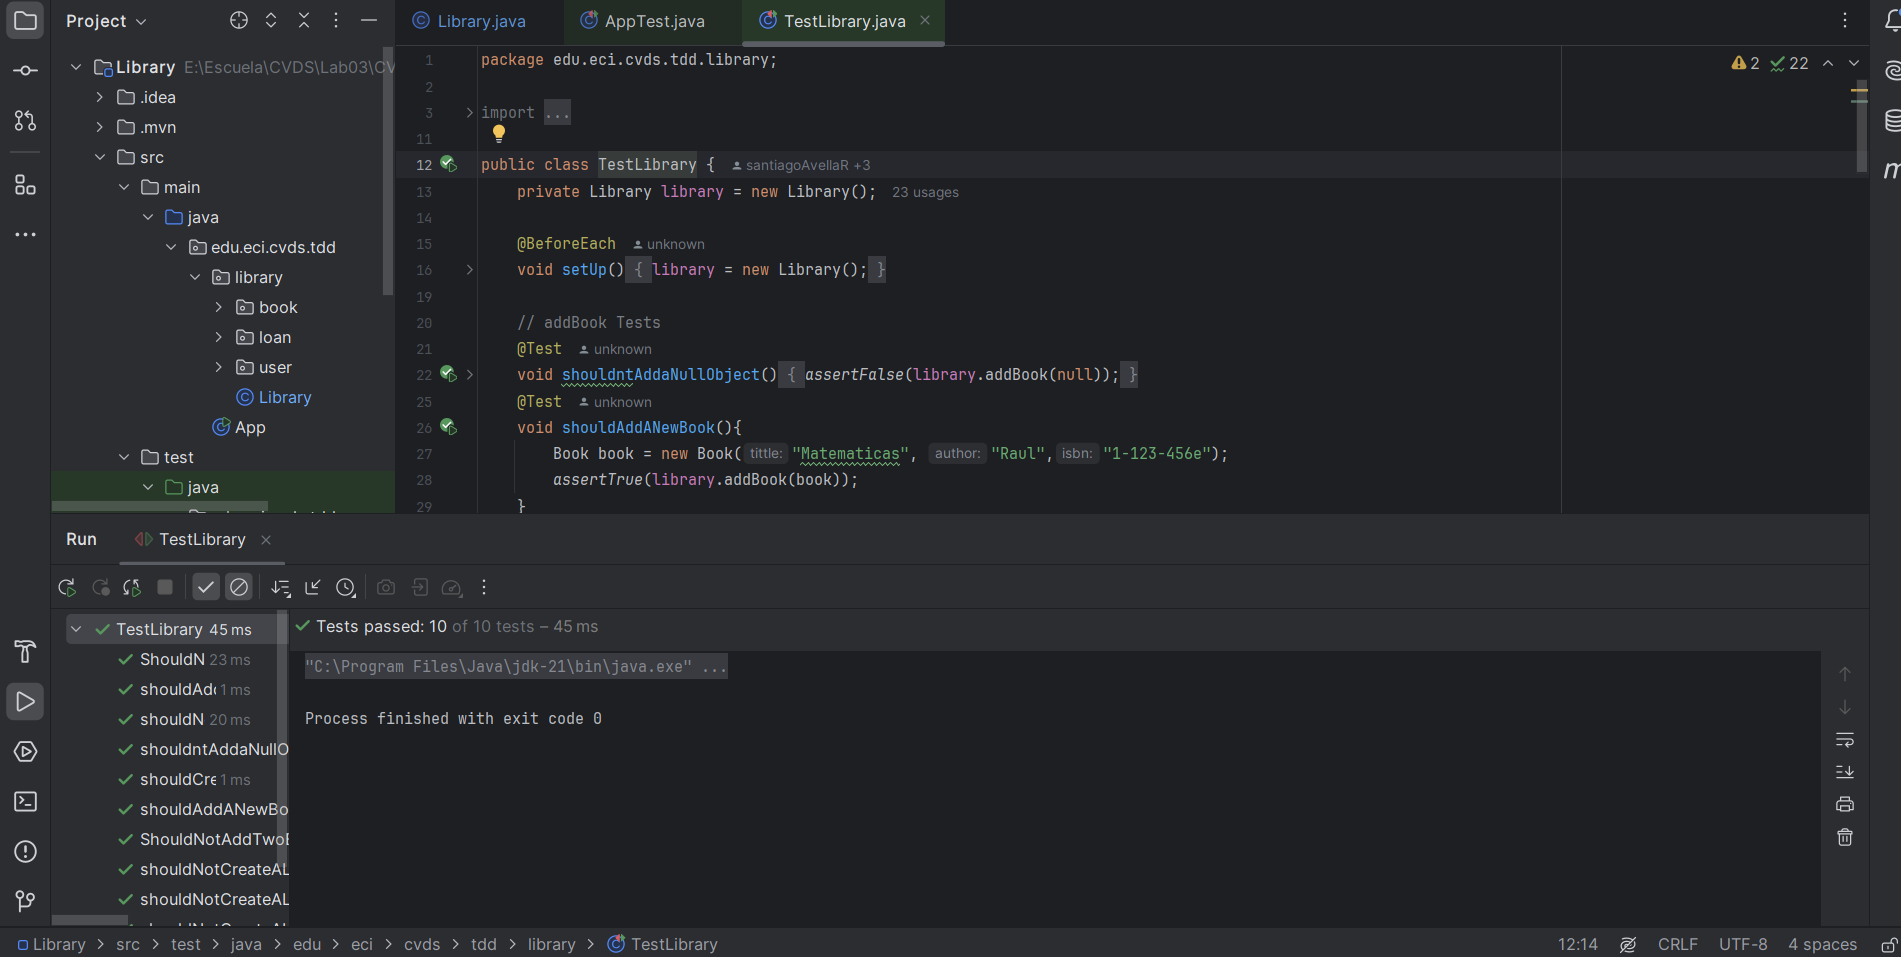 Project
Library E:\Escuela\CVDS\Lab03\CV
.idea
.mvn
src
main
java
edu.eci.cvds.tdd
library
book
loan
user
Library
App
test
java
Library.java
AppTest.java
TestLibrary.java
2 22
1 package edu.eci.cvds.tdd.library;
2
3 import ...
11
12 public class TestLibrary { santiagoAvellaR +3
13 private Library library = new Library(); 23 usages
14
15 @BeforeEach unknown
16 void setUp() { library = new Library(); }
19
20 // addBook Tests
21 @Test unknown
22 void shouldntAddaNullObject() { assertFalse(library.addBook(null)); }
25 @Test unknown
26 void shouldAddANewBook(){
27 Book book = new Book( tittle: "Matematicas", author: "Raul", isbn: "1-123-456e");
28 assertTrue(library.addBook(book));
29 }
Run TestLibrary
TestLibrary 45 ms
ShouldN 23 ms
shouldAdd 1 ms
shouldN 20 ms
shouldntAddaNullO
shouldCre 1 ms
shouldAddANewBo
ShouldNotAddTwoB
shouldNotCreateAL
shouldNotCreateAL
Tests passed: 10 of 10 tests – 45 ms
"C:\Program Files\Java\jdk-21\bin\java.exe" ...
Process finished with exit code 0
Library > src > test > java > edu > eci > cvds > tdd > library > TestLibrary
12:14 CRLF UTF-8 4 spaces